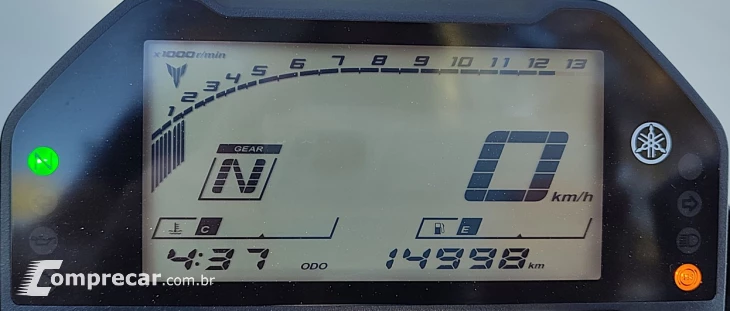 x1000r/min
1 2 3 4 5 6 7 8 9 10 11 12 13
GEAR
N
N
0 km/h
C
E
4:37 ODO 14998 km
Comprecar.com.br